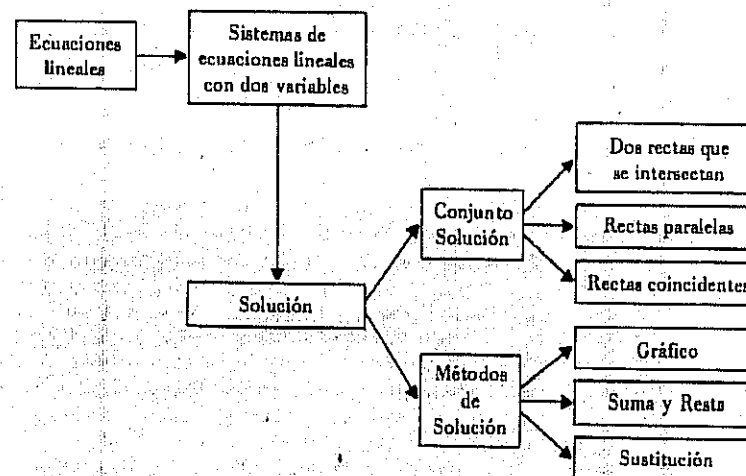 Ecuaciones
lineales
Sistemas de
ecuaciones lineales
con dos variables
Solución
Conjunto
Solución
Dos rectas que
se intersectan
Rectas paralelas
Rectas coincidentes
Métodos
de
Solución
Gráfico
Suma y Resta
Sustitución